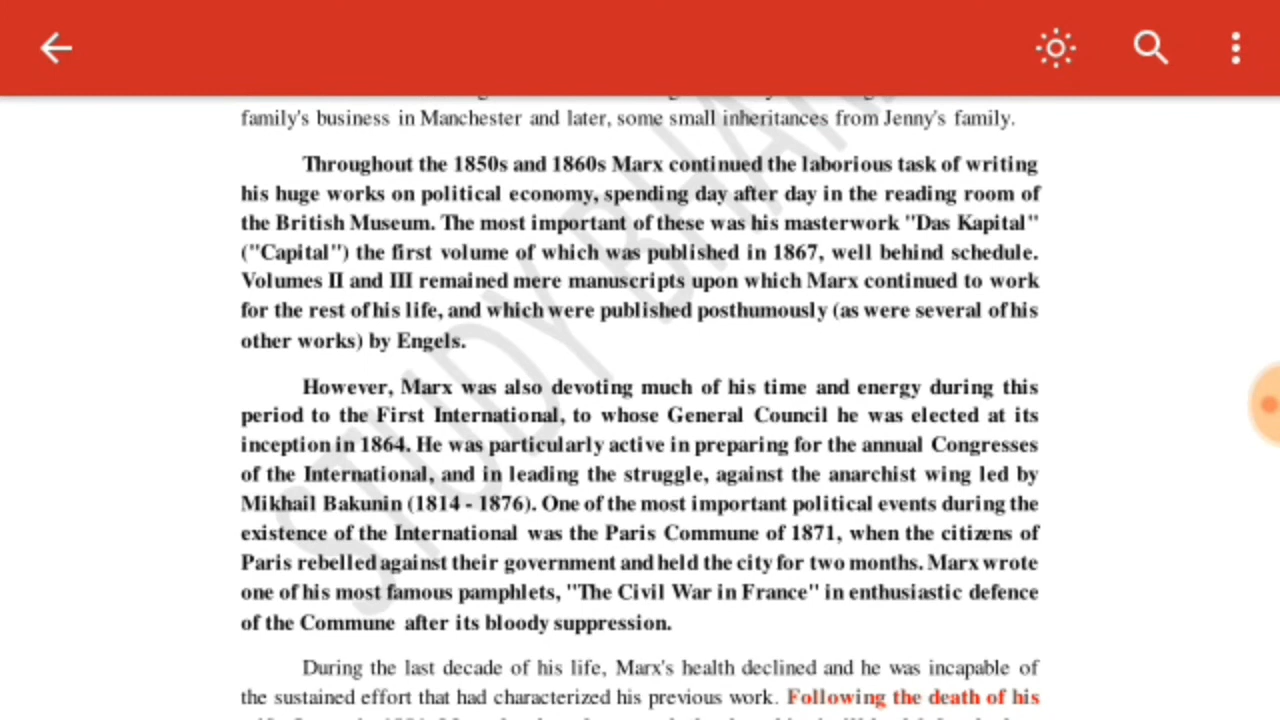 family's business in Manchester and later, some small inheritances from Jenny's family.
Throughout the 1850s and 1860s Marx continued the laborious task of writing
his huge works on political economy, spending day after day in the reading room of
the British Museum. The most important of these was his masterwork "Das Kapital"
("Capital") the first volume of which was published in 1867, well behind schedule.
Volumes II and III remained mere manuscripts upon which Marx continued to work
for the rest of his life, and which were published posthumously (as were several of his
other works) by Engels.
However, Marx was also devoting much of his time and energy during this
period to the First International, to whose General Council he was elected at its
inception in 1864. He was particularly active in preparing for the annual Congresses
of the International, and in leading the struggle, against the anarchist wing led by
Mikhail Bakunin (1814 - 1876). One of the most important political events during the
existence of the International was the Paris Commune of 1871, when the citizens of
Paris rebelled against their government and held the city for two months. Marx wrote
one of his most famous pamphlets, "The Civil War in France" in enthusiastic defence
of the Commune after its bloody suppression.
During the last decade of his life, Marx's health declined and he was incapable of
the sustained effort that had characterized his previous work. Following the death of his
STUDY